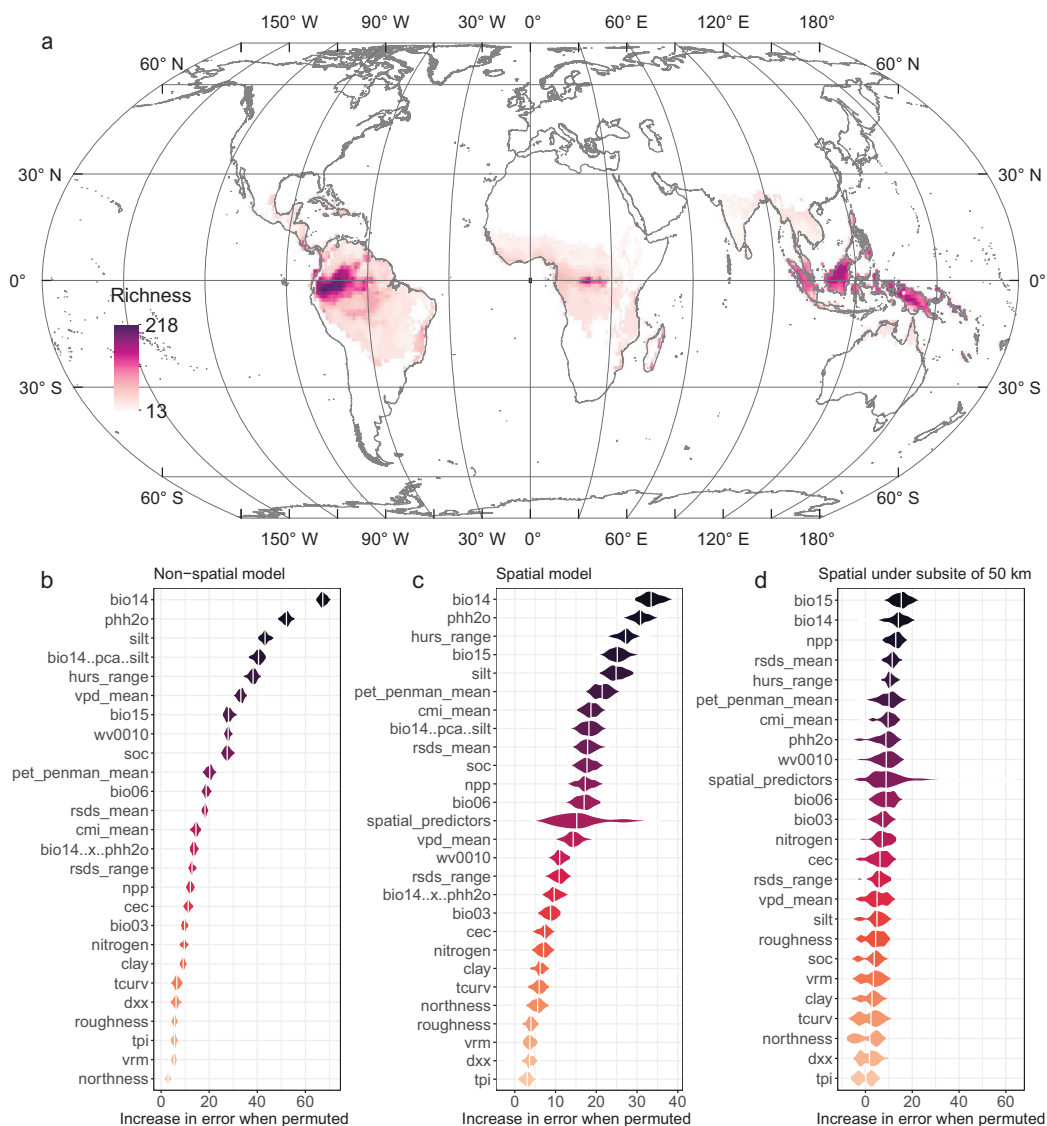 150° W 90° W 0° 60° E 120° E 180°
a
60° N 60° N
30° N 30° N
0° 0°
Richness
218
13
30° S 30° S
60° S 60° S
150° W 90° W 0° 60° E 120° E 180°
b
Non−spatial model
bio14
phh2o
silt
bio14..pca..silt
hurs_range
vpd_mean
bio15
wv0010
soc
pet_penman_mean
bio06
rsds_mean
cmi_mean
bio14..x..phh2o
rsds_range
npp
cec
bio03
nitrogen
clay
tcurv
dxx
roughness
tpi
vrm
northness
0 20 40 60
Increase in error when permuted
c
Spatial model
bio14
phh2o
hurs_range
bio15
silt
pet_penman_mean
cmi_mean
bio14..pca..silt
rsds_mean
soc
npp
bio06
spatial_predictors
vpd_mean
wv0010
rsds_range
bio14..x..phh2o
bio03
cec
nitrogen
clay
tcurv
northness
roughness
vrm
dxx
tpi
0 10 20 30 40
Increase in error when permuted
d
Spatial under subsite of 50 km
bio15
bio14
npp
rsds_mean
hurs_range
pet_penman_mean
cmi_mean
phh2o
wv0010
spatial_predictors
bio06
bio03
nitrogen
cec
rsds_range
vpd_mean
silt
roughness
soc
vrm
clay
tcurv
northness
dxx
tpi
0 20 40 60
Increase in error when permuted